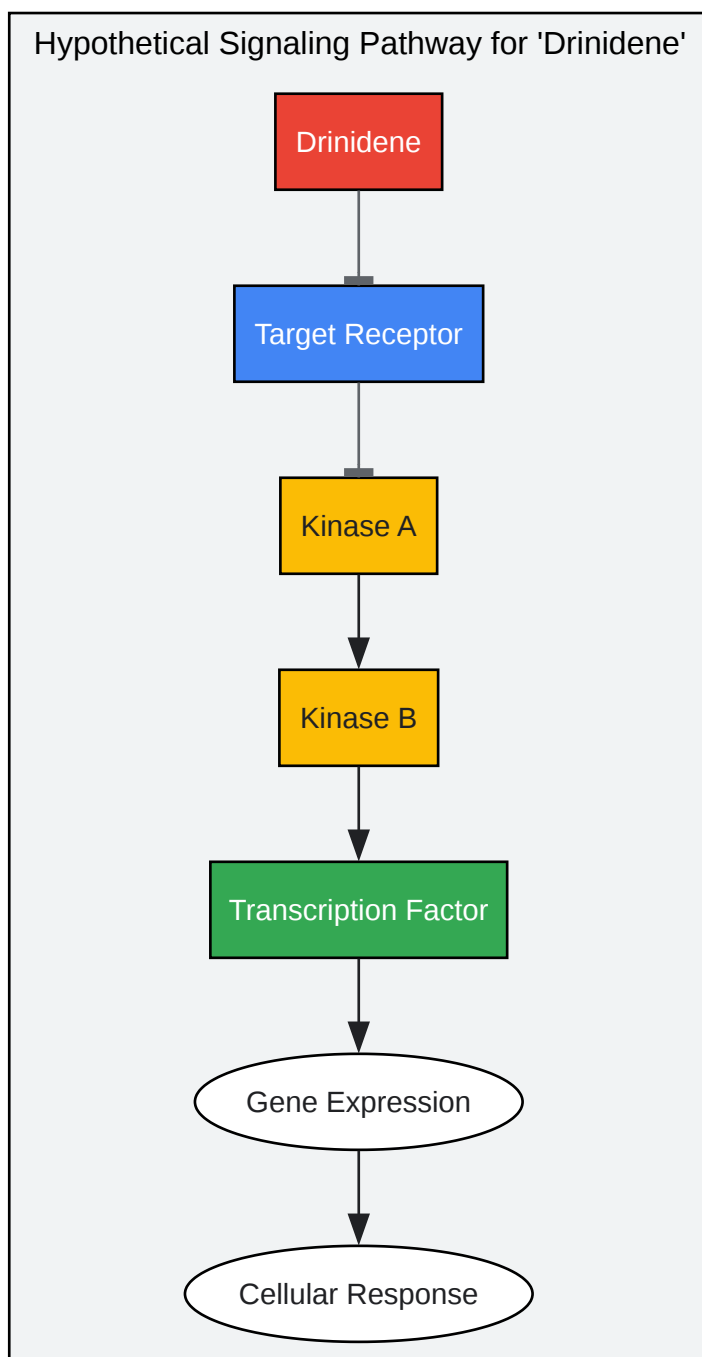 Hypothetical Signaling Pathway for 'Drinidene'
Drinidene
Target Receptor
Kinase A
Kinase B
Transcription Factor
Gene Expression
Cellular Response